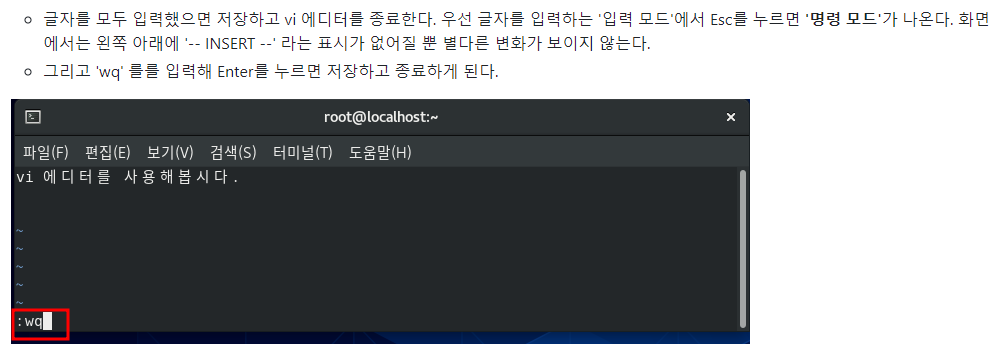 글자를 모두 입력했으면 저장하고 vi 에디터를 종료한다. 우선 글자를 입력하는 '입력 모드'에서 Esc를 누르면 '명령 모드'가 나온다. 화면
에서는 왼쪽 아래에 '-- INSERT --' 라는 표시가 없어질 뿐 별다른 변화가 보이지 않는다.
그리고 'wq' 를를 입력해 Enter를 누르면 저장하고 종료하게 된다.
root@localhost:~
파일(F) 편집(E) 보기(V) 검색(S) 터미널(T) 도움말(H)
vi 에디터를 사용해봅시다.
~
~
~
~
~
:wq